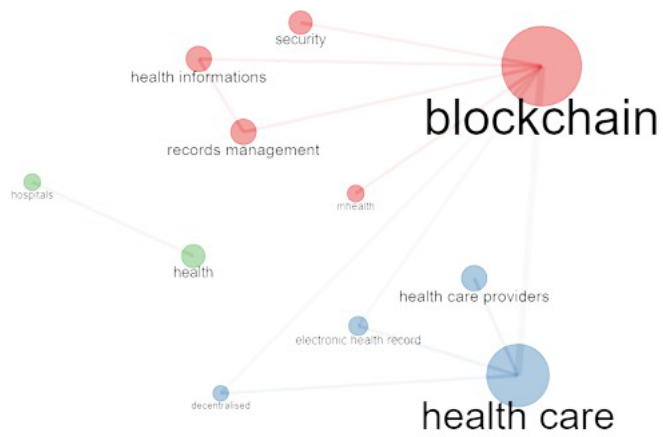 security
health informations
blockchain
records management
hospitals
mhealth
health
health care providers
electronic health record
decentralised
health care